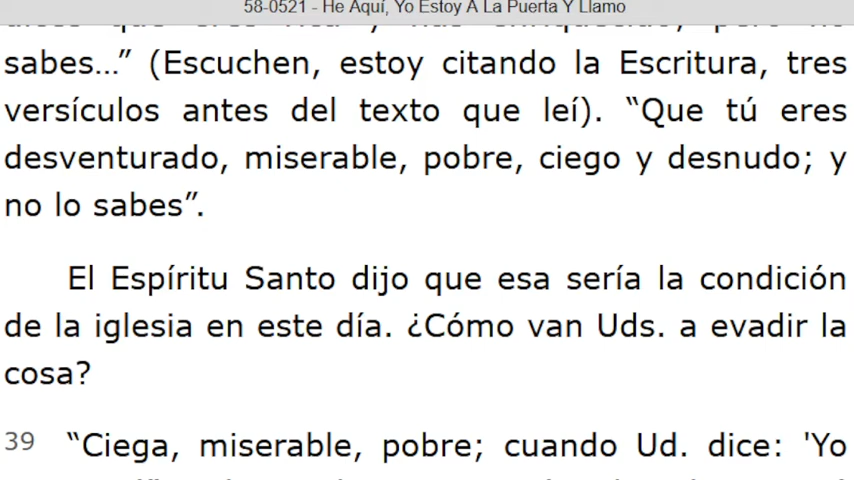 58-0521 - He Aquí, Yo Estoy A La Puerta Y Llamo
sabes...” (Escuchen, estoy citando la Escritura, tres
versículos antes del texto que leí). “Que tú eres
desventurado, miserable, pobre, ciego y desnudo; y
no lo sabes”.
El Espíritu Santo dijo que esa sería la condición
de la iglesia en este día. ¿Cómo van Uds. a evadir la
cosa?
39 “Ciega, miserable, pobre; cuando Ud. dice: 'Yo